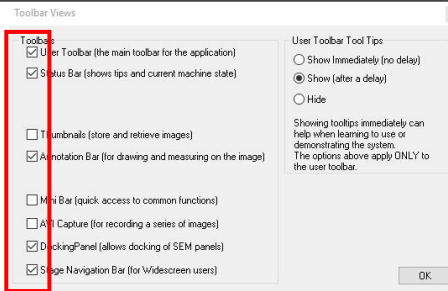 Toolbar Views
Toolbars
User Toolbar (the main toolbar for the application)
Status Bar (shows tips and current machine state)
Thumbnails (store and retrieve images)
Annotation Bar (for drawing and measuring on the image)
Mini Bar (quick access to common functions)
AVI Capture (for recording a series of images)
DockingPanel (allows docking of SEM panels)
Stage Navigation Bar (for Widescreen users)
User Toolbar Tool Tips
Show Immediately (no delay)
Show (after a delay)
Hide
Showing tooltips immediately can
help when learning to use or
demonstrating the system.
The options above apply ONLY to
the user toolbar.
OK